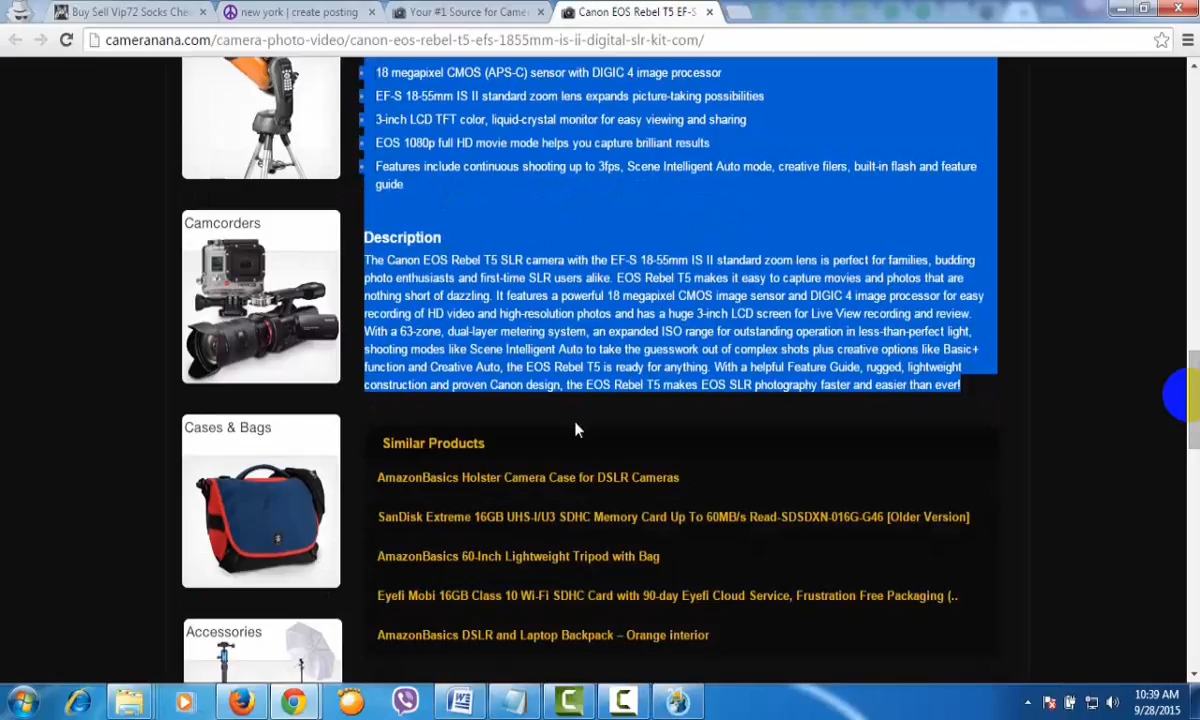 Buy Sell Vip72 Socks Che
new york | create posting
Your #1 Source for Came
Canon EOS Rebel T5 EF-S
cameranana.com/camera-photo-video/canon-eos-rebel-t5-efs-1855mm-is-ii-digital-slr-kit-com/
18 megapixel CMOS (APS-C) sensor with DIGIC 4 image processor
EF-S 18-55mm IS II standard zoom lens expands picture-taking possibilities
3-inch LCD TFT color, liquid-crystal monitor for easy viewing and sharing
EOS 1080p full HD movie mode helps you capture brilliant results
Features include continuous shooting up to 3fps, Scene Intelligent Auto mode, creative filers, built-in flash and feature
guide
Camcorders
Description
The Canon EOS Rebel T5 SLR camera with the EF-S 18-55mm IS II standard zoom lens is perfect for families, budding
photo enthusiasts and first-time SLR users alike. EOS Rebel T5 makes it easy to capture movies and photos that are
nothing short of dazzling. It features a powerful 18 megapixel CMOS image sensor and DIGIC 4 image processor for easy
recording of HD video and high-resolution photos and has a huge 3-inch LCD screen for Live View recording and review.
With a 63-zone, dual-layer metering system, an expanded ISO range for outstanding operation in less-than-perfect light,
shooting modes like Scene Intelligent Auto to take the guesswork out of complex shots plus creative options like Basic+
function and Creative Auto, the EOS Rebel T5 is ready for anything. With a helpful Feature Guide, rugged, lightweight
construction and proven Canon design, the EOS Rebel T5 makes EOS SLR photography faster and easier than ever!
Cases & Bags
Similar Products
AmazonBasics Holster Camera Case for DSLR Cameras
SanDisk Extreme 16GB UHS-I/U3 SDHC Memory Card Up To 60MB/s Read-SDSDXN-016G-G46 [Older Version]
AmazonBasics 60-Inch Lightweight Tripod with Bag
Eyefi Mobi 16GB Class 10 Wi-Fi SDHC Card with 90-day Eyefi Cloud Service, Frustration Free Packaging (..
Accessories
AmazonBasics DSLR and Laptop Backpack – Orange interior
10:39 AM
9/28/2015